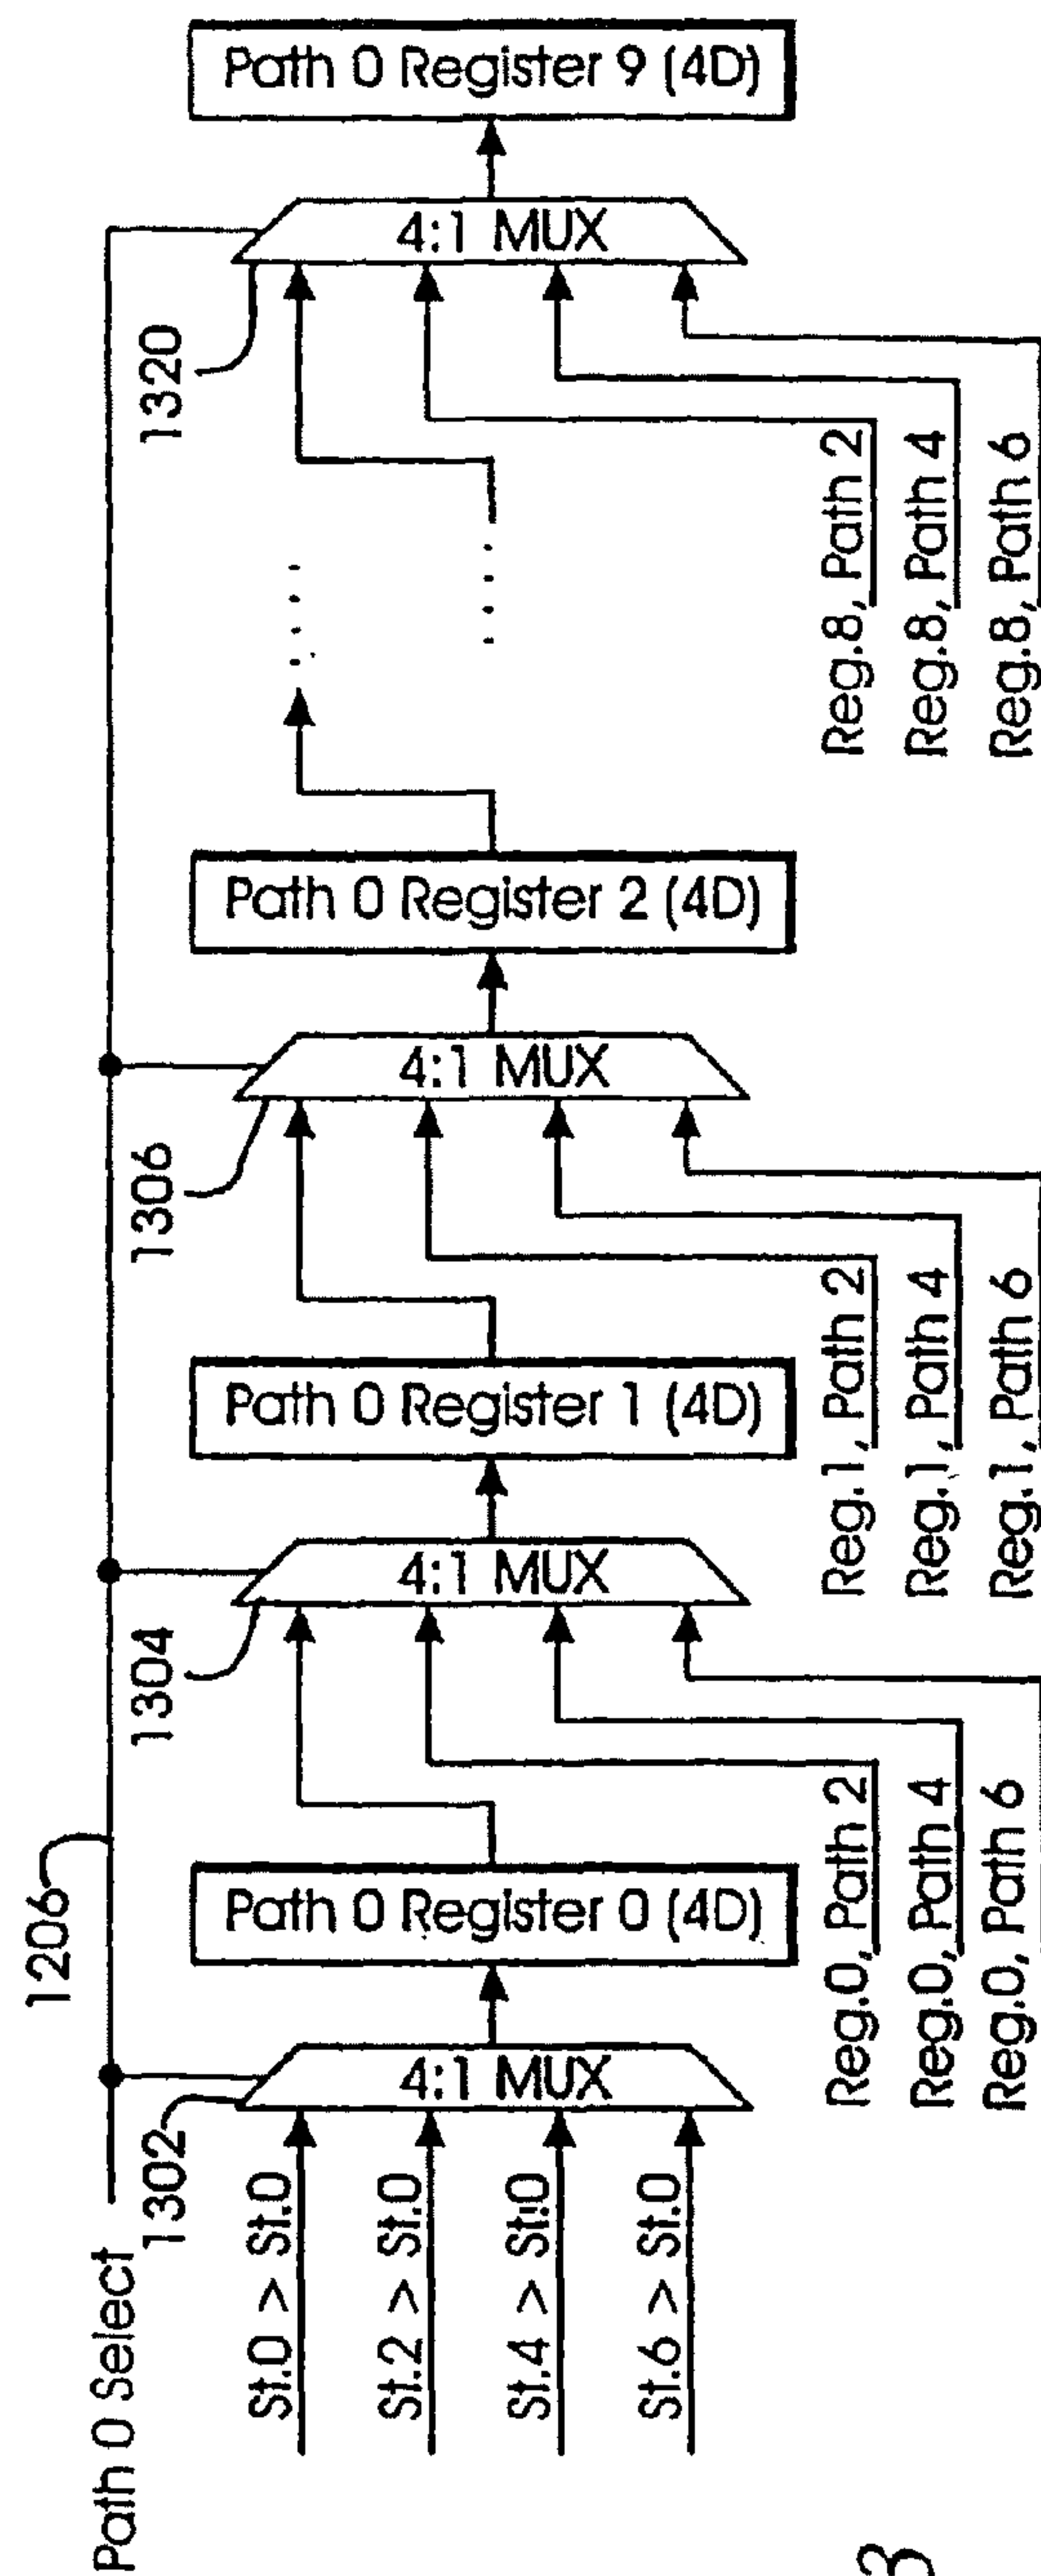 Path 0 Select
1206
1302
1304
1306
1320
St.0 > St.0
St.2 > St.0
St.4 > St.0
St.6 > St.0
4:1 MUX
Path 0 Register 0 (4D)
4:1 MUX
Path 0 Register 1 (4D)
4:1 MUX
Path 0 Register 2 (4D)
4:1 MUX
Path 0 Register 9 (4D)
Reg.0, Path 2
Reg.0, Path 4
Reg.0, Path 6
Reg.1, Path 2
Reg.1, Path 4
Reg.1, Path 6
Reg.8, Path 2
Reg.8, Path 4
Reg.8, Path 6
3